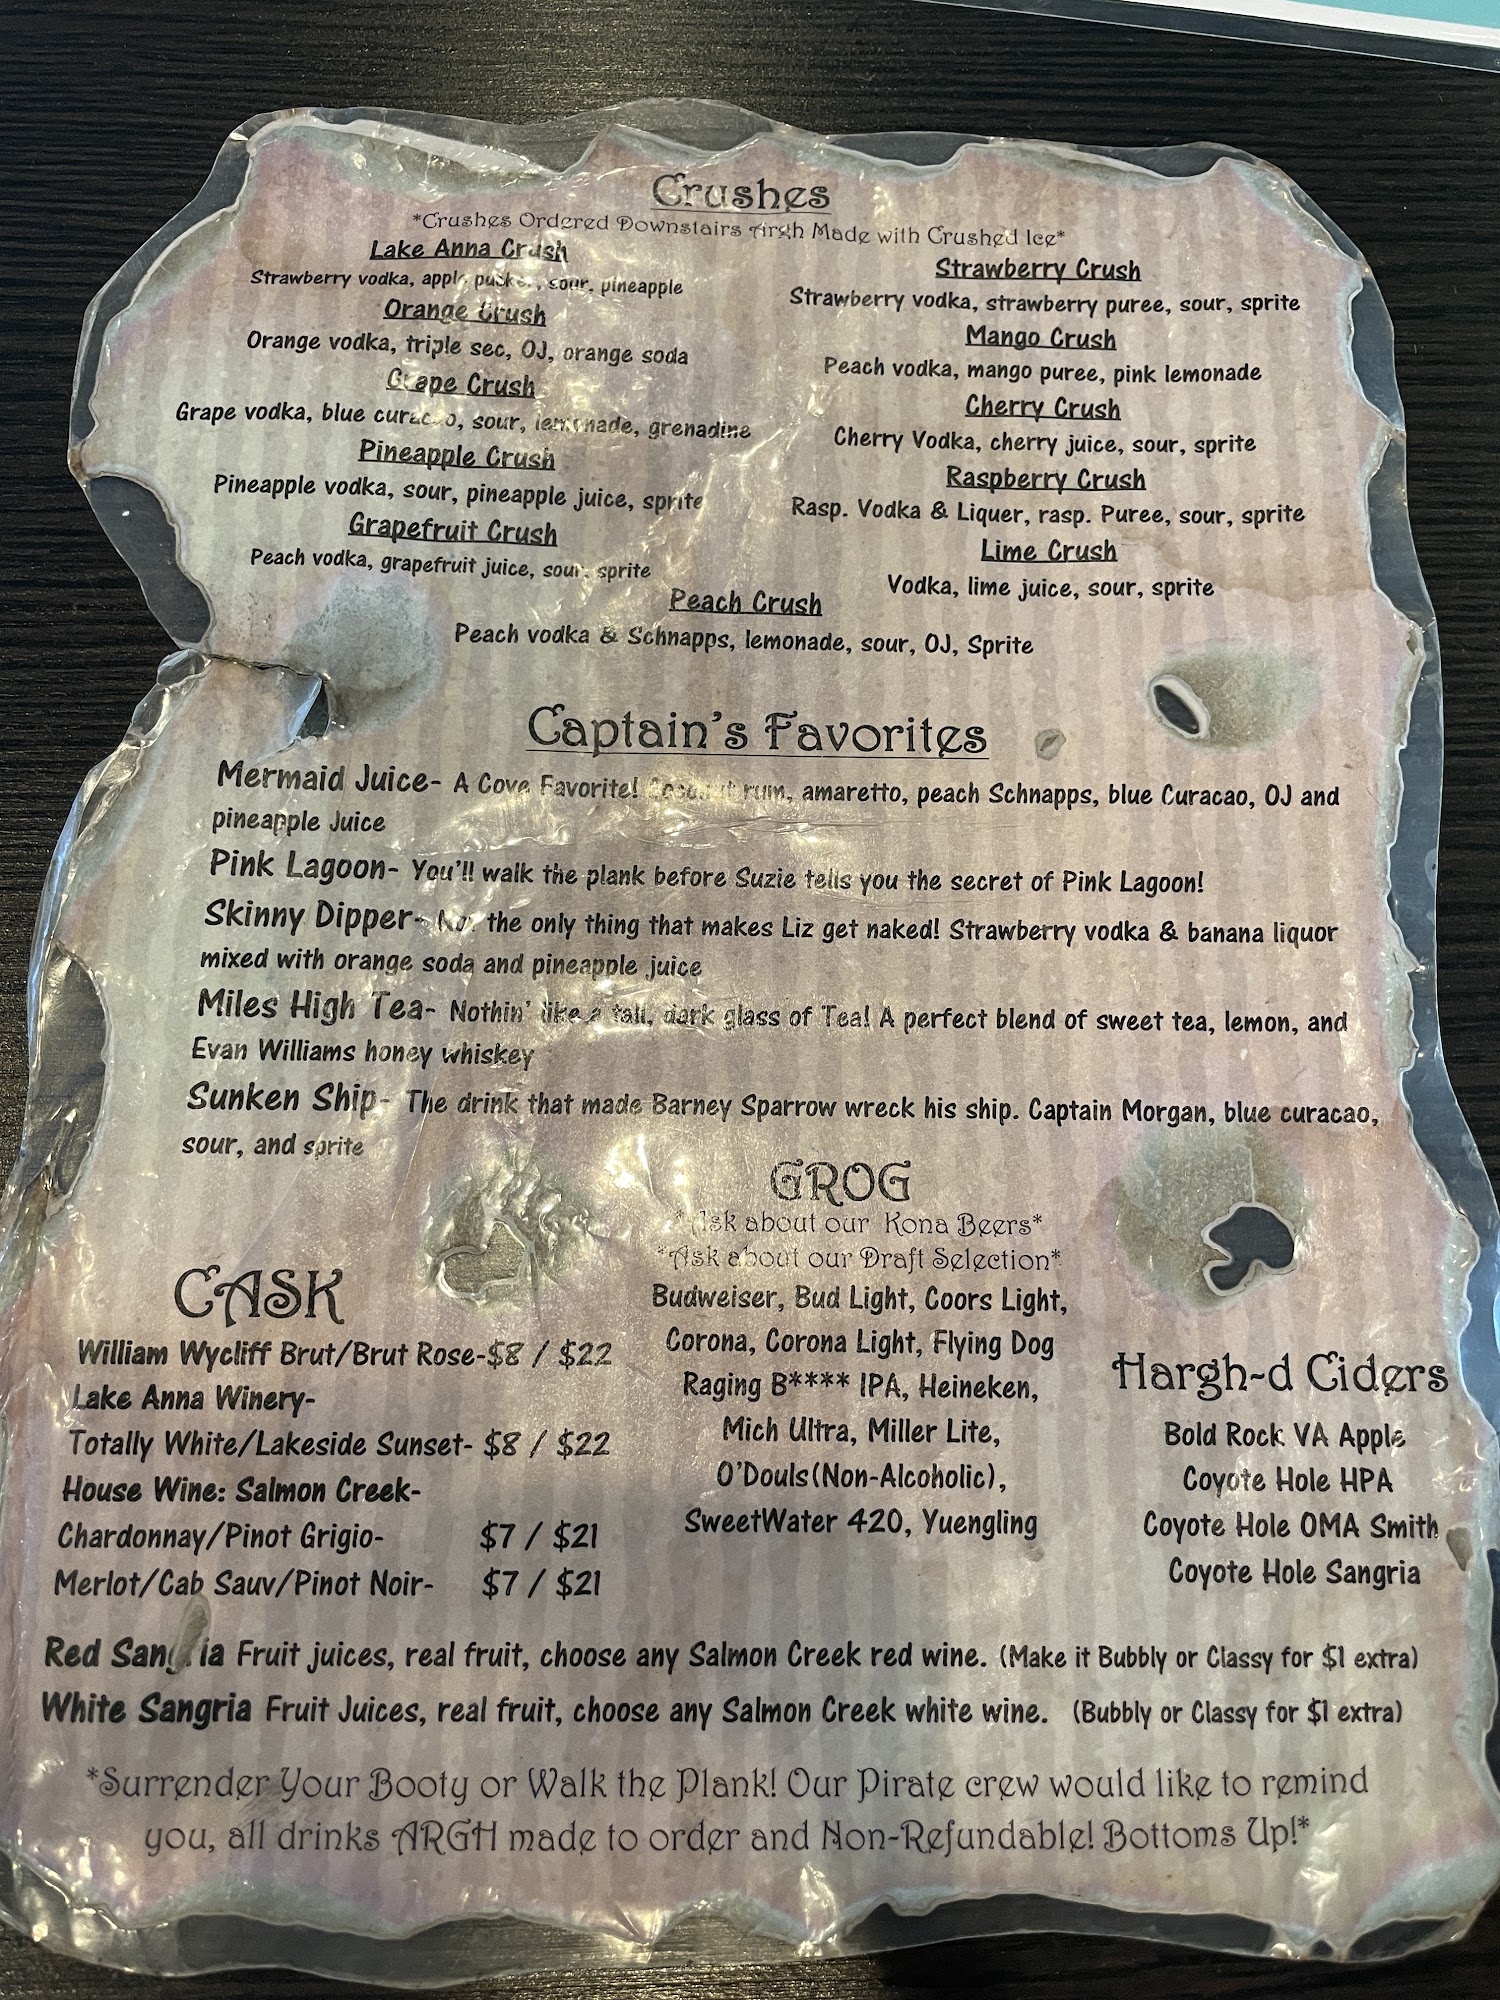 Crushes
*Crushes Ordered Downstairs Argh Made with Crushed Ice*
Lake Anna Crush
Strawberry vodka, apple pucker, sour, pineapple
Orange Crush
Orange vodka, triple sec, OJ, orange soda
Grape Crush
Grape vodka, blue curacao, sour, lemonade, grenadine
Pineapple Crush
Pineapple vodka, sour, pineapple juice, sprite
Grapefruit Crush
Peach vodka, grapefruit juice, sour, sprite
Strawberry Crush
Strawberry vodka, strawberry puree, sour, sprite
Mango Crush
Peach vodka, mango puree, pink lemonade
Cherry Crush
Cherry Vodka, cherry juice, sour, sprite
Raspberry Crush
Rasp. Vodka & Liquer, rasp. Puree, sour, sprite
Lime Crush
Vodka, lime juice, sour, sprite
Peach Crush
Peach vodka & Schnapps, lemonade, sour, OJ, Sprite
Captain's Favorites
Mermaid Juice- A Cove Favorite! Coconut rum, amaretto, peach Schnapps, blue Curacao, OJ and
pineapple Juice
Pink Lagoon- You'll walk the plank before Suzie tells you the secret of Pink Lagoon!
Skinny Dipper- Not the only thing that makes Liz get naked! Strawberry vodka & banana liquor
mixed with orange soda and pineapple juice
Miles High Tea- Nothin' like a tall, dark glass of Tea! A perfect blend of sweet tea, lemon, and
Evan Williams honey whiskey
Sunken Ship- The drink that made Barney Sparrow wreck his ship. Captain Morgan, blue curacao,
sour, and sprite
CASK
William Wycliff Brut/Brut Rose-$8 / $22
Lake Anna Winery-
Totally White/Lakeside Sunset- $8 / $22
House Wine: Salmon Creek-
Chardonnay/Pinot Grigio- $7 / $21
Merlot/Cab Sauv/Pinot Noir- $7 / $21
GROG
*Ask about our Kona Beers*
*Ask about our Draft Selection*
Budweiser, Bud Light, Coors Light,
Corona, Corona Light, Flying Dog
Raging B**** IPA, Heineken,
Mich Ultra, Miller Lite,
O'Douls(Non-Alcoholic),
SweetWater 420, Yuengling
Hargh-d Ciders
Bold Rock VA Apple
Coyote Hole HPA
Coyote Hole OMA Smith
Coyote Hole Sangria
Red Sangria Fruit juices, real fruit, choose any Salmon Creek red wine. (Make it Bubbly or Classy for $1 extra)
White Sangria Fruit Juices, real fruit, choose any Salmon Creek white wine. (Bubbly or Classy for $1 extra)
*Surrender Your Booty or Walk the Plank! Our Pirate crew would like to remind
you, all drinks ARGH made to order and Non-Refundable! Bottoms Up!*